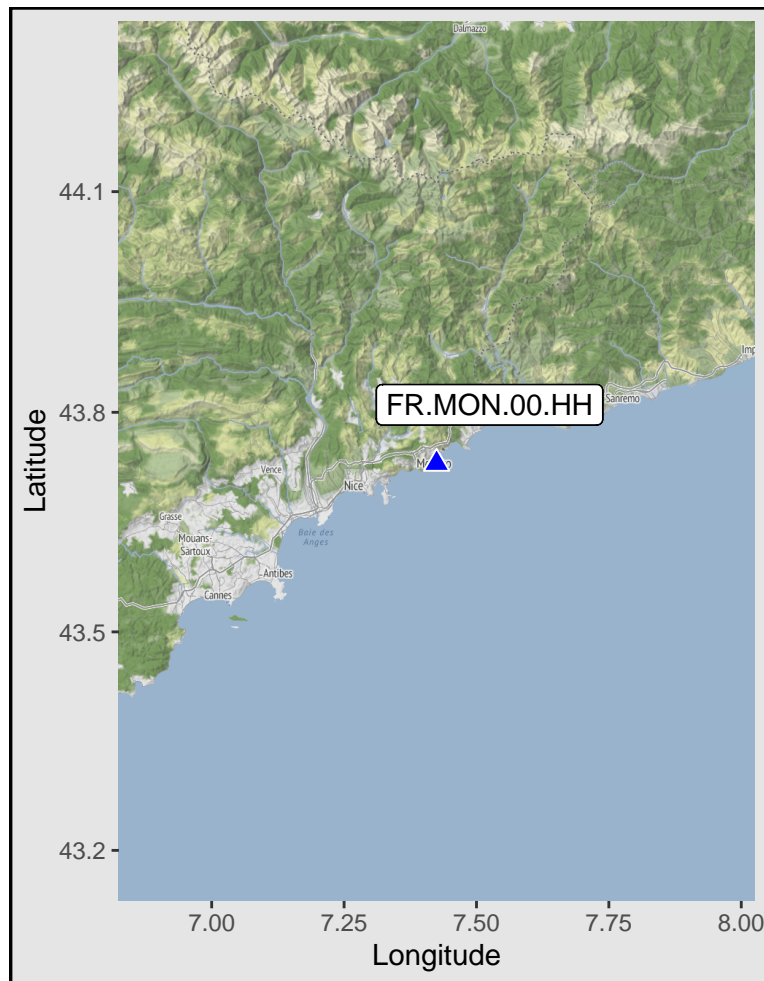 Dalmazzo
44.1
Imp
43.8
FR.MON.00.HH
Sanremo
Latitude
Vence
Nice
Grasse
Mouans-
Sartoux
Baie des
Anges
Antibes
Cannes
43.5
43.2
7.00
7.25
7.50
7.75
8.00
Longitude